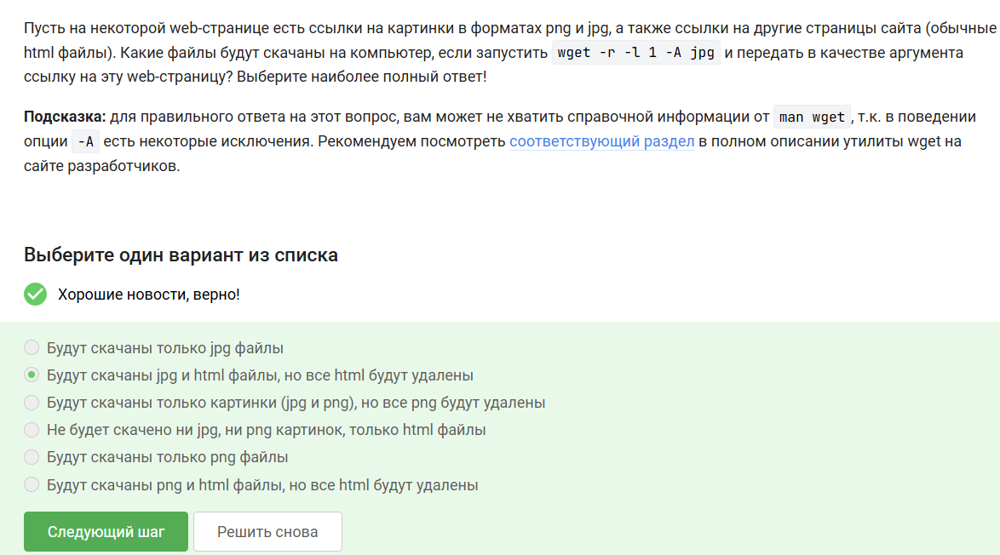 Пусть на некоторой web-странице есть ссылки на картинки в форматах png и jpg, а также ссылки на другие страницы сайта (обычные
html файлы). Какие файлы будут скачаны на компьютер, если запустить wget -r -l 1 -A jpg и передать в качестве аргумента
ссылку на эту web-страницу? Выберите наиболее полный ответ!
Подсказка: для правильного ответа на этот вопрос, вам может не хватить справочной информации от man wget, т.к. в поведении
опции -A есть некоторые исключения. Рекомендуем посмотреть соответствующий раздел в полном описании утилиты wget на
сайте разработчиков.
Выберите один вариант из списка
Хорошие новости, верно!
Будут скачаны только jpg файлы
Будут скачаны jpg и html файлы, но все html будут удалены
Будут скачаны только картинки (jpg и png), но все png будут удалены
Не будет скачено ни jpg, ни png картинок, только html файлы
Будут скачаны только png файлы
Будут скачаны png и html файлы, но все html будут удалены
Следующий шаг
Решить снова